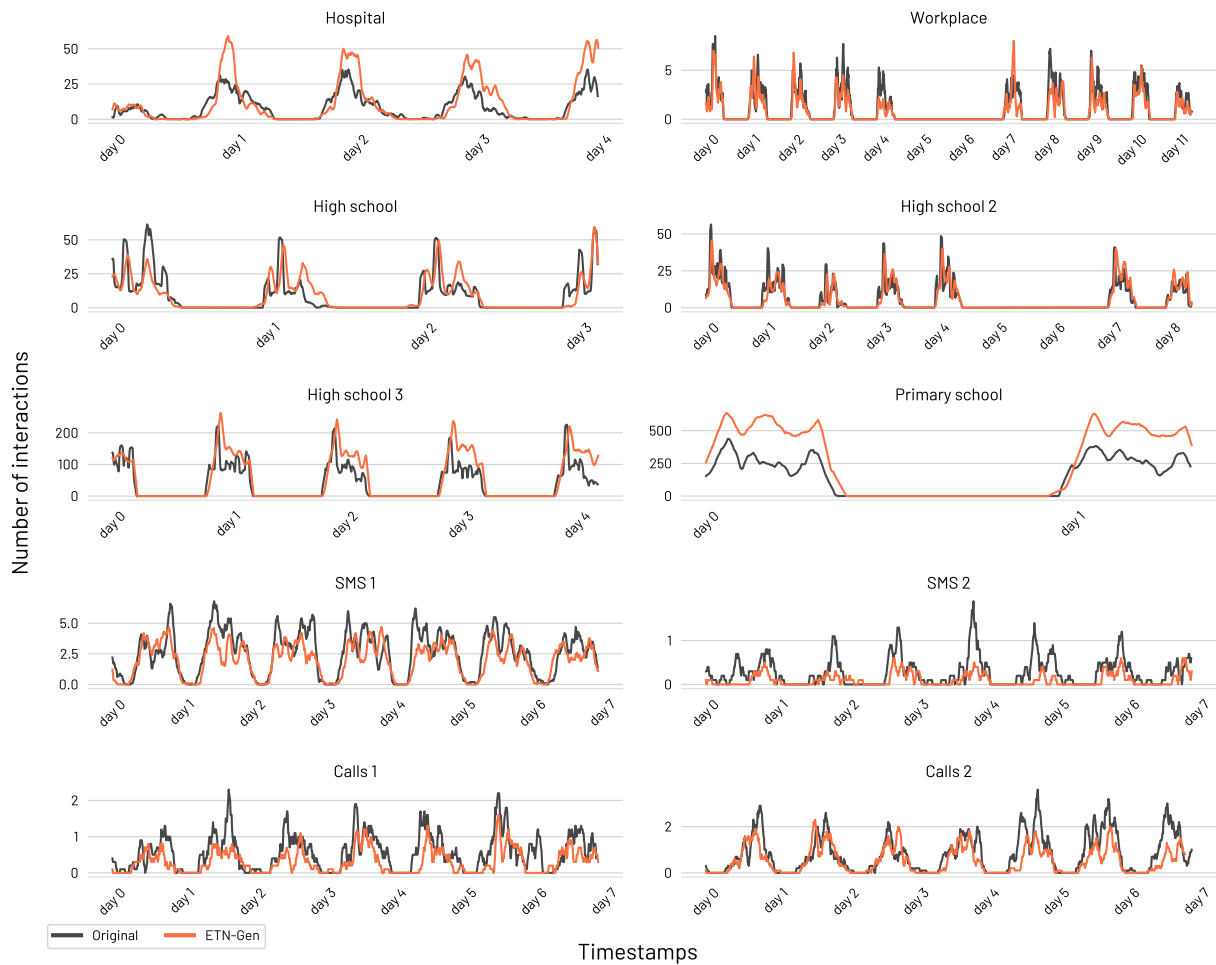 Hospital
50
25
0
day 0
day 1
day 2
day 3
day 4
Workplace
5
0
day 0
day 1
day 2
day 3
day 4
day 5
day 6
day 7
day 8
day 9
day 10
day 11
High school
50
25
0
day 0
day 1
day 2
day 3
High school 2
50
25
0
day 0
day 1
day 2
day 3
day 4
day 5
day 6
day 7
day 8
Number of interactions
High school 3
200
100
0
day 0
day 1
day 2
day 3
day 4
Primary school
500
250
0
day 0
day 1
SMS 1
5.0
2.5
0.0
day 0
day 1
day 2
day 3
day 4
day 5
day 6
day 7
SMS 2
1
0
day 0
day 1
day 2
day 3
day 4
day 5
day 6
day 7
Calls 1
2
1
0
day 0
day 1
day 2
day 3
day 4
day 5
day 6
day 7
Calls 2
2
0
day 0
day 1
day 2
day 3
day 4
day 5
day 6
day 7
Original
ETN-Gen
Timestamps